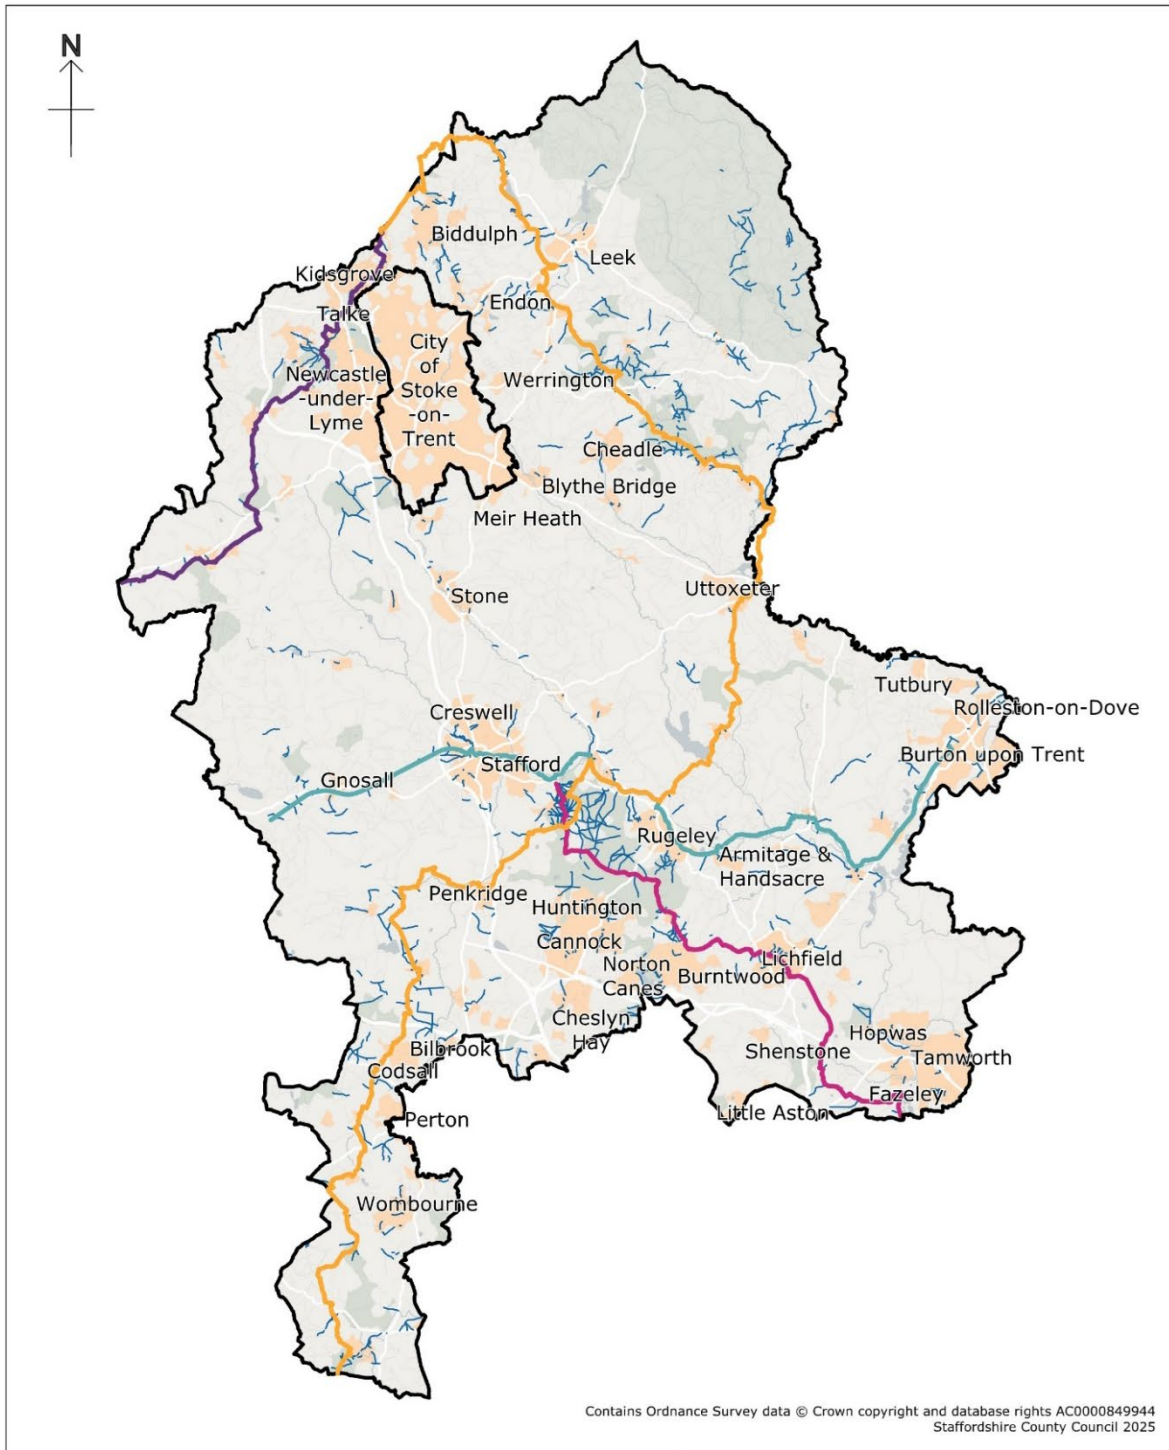 N
Biddulph
Leek
Kidsgrove
Endon
Talke
City
of
Stoke
-on-
Trent
Newcastle
-under-
Lyme
Werrington
Cheadle
Blythe Bridge
Meir Heath
Uttoxeter
Stone
Tutbury
Rolleston-on-Dove
Creswell
Burton upon Trent
Stafford
Gnosall
Rugeley
Armitage &
Handsacre
Penkridge
Huntington
Cannock
Lichfield
Norton
Canes
Burntwood
Cheslyn
Hay
Hopwas
Bilbrook
Shenstone
Tamworth
Codsall
Fazeley
Little Aston
Perton
Wombourne
Contains Ordnance Survey data © Crown copyright and database rights AC0000849944
Staffordshire County Council 2025